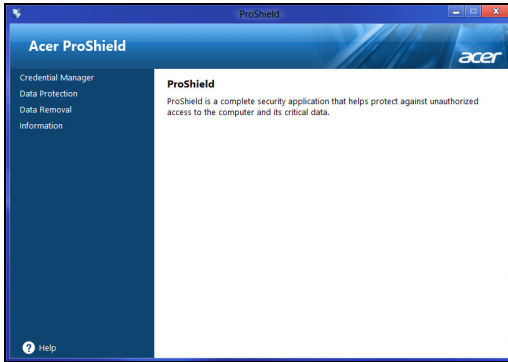 ProShield
Acer ProShield
acer
Credential Manager
Data Protection
Data Removal
Information
ProShield
ProShield is a complete security application that helps protect against unauthorized
access to the computer and its critical data.
? Help